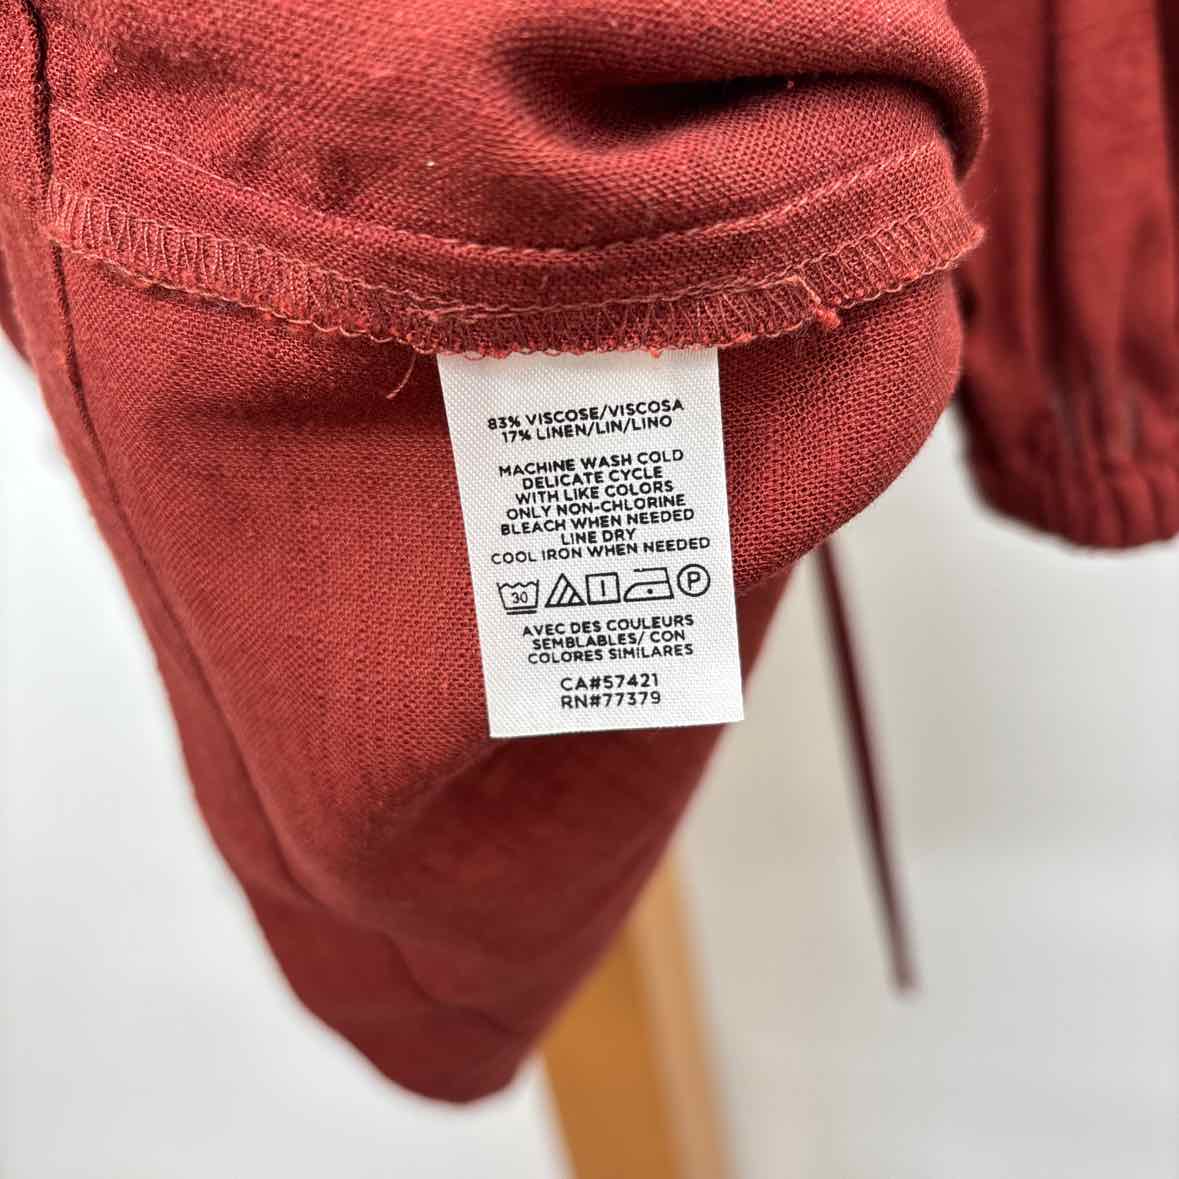 83% VISCOSE/VISCOSA
17% LINEN/LIN/LINO
MACHINE WASH COLD
DELICATE CYCLE
WITH LIKE COLORS
ONLY NON-CHLORINE
BLEACH WHEN NEEDED
LINE DRY
COOL IRON WHEN NEEDED
30 P
AVEC DES COULEURS
SEMBLABLES/ CON
COLORES SIMILARES
CA#57421
RN#77379